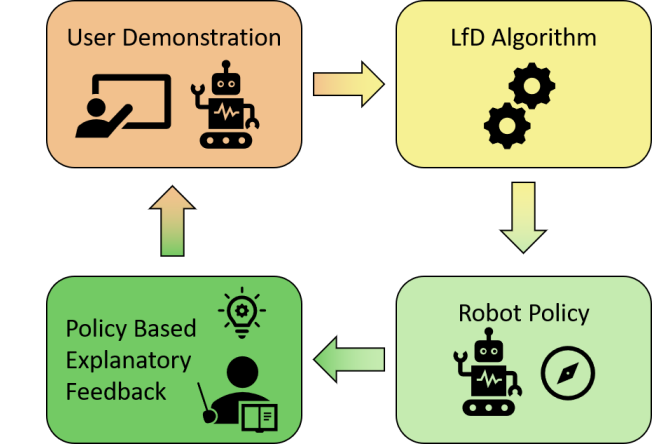 User Demonstration
LfD Algorithm
Robot Policy
Policy Based
Explanatory
Feedback